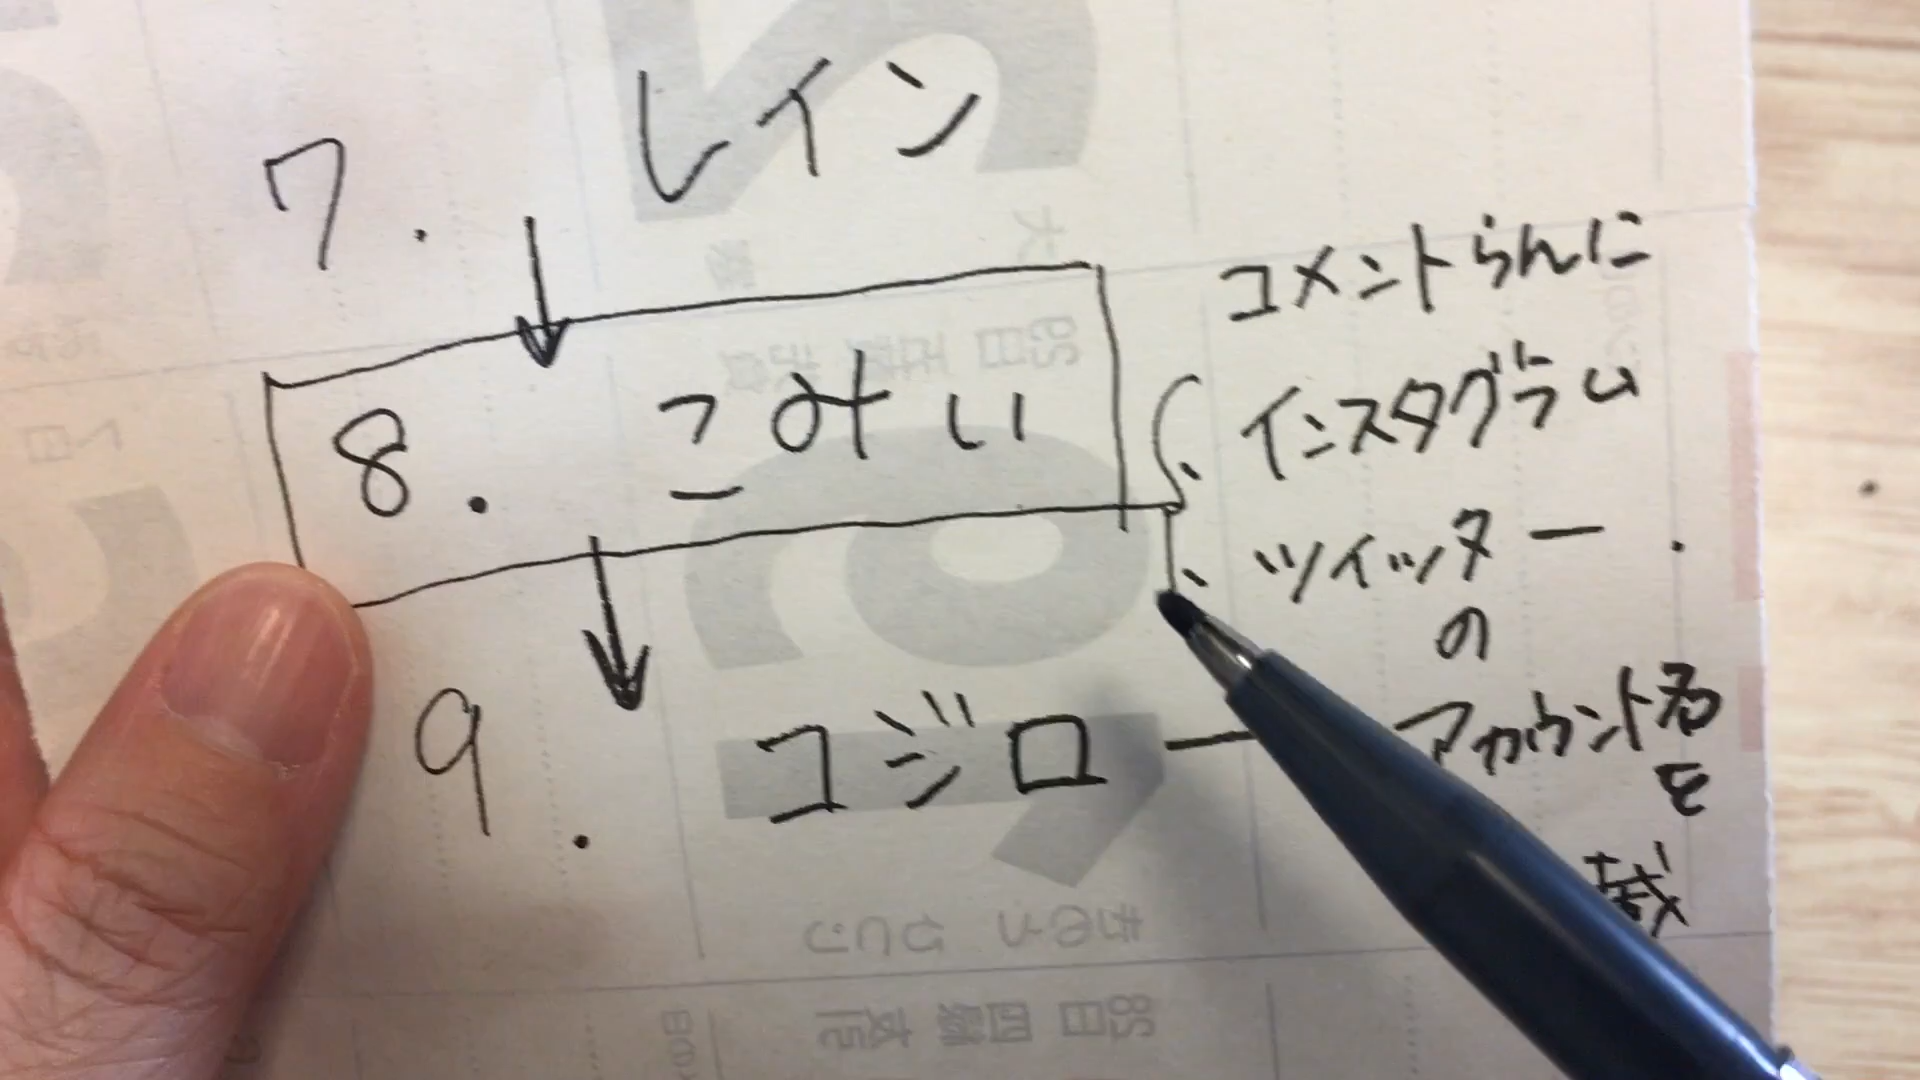 7. レイン
8. こみい
9. コジロー
コメントらんに
インスタグラム
ツイッター.
の
アカウント名
を
載